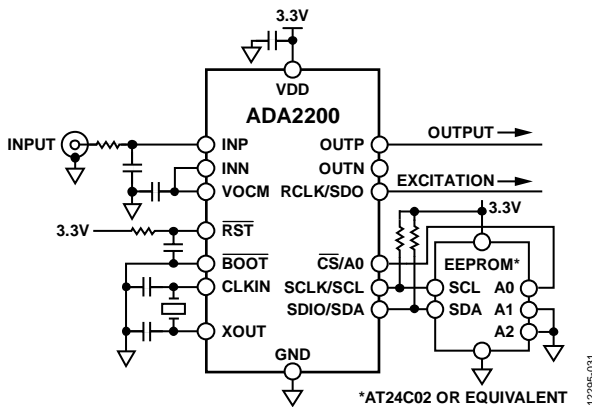 3.3V
VDD
ADA2200
INPUT
INP
OUTP
OUTPUT
INN
OUTN
VOCM
RCLK/SDO
EXCITATION
3.3V
3.3V
RST
BOOT
CS/A0
EEPROM*
CLKIN
SCLK/SCL
SCL
A0
SDIO/SDA
SDA
A1
XOUT
A2
GND
*AT24C02 OR EQUIVALENT
12295-031